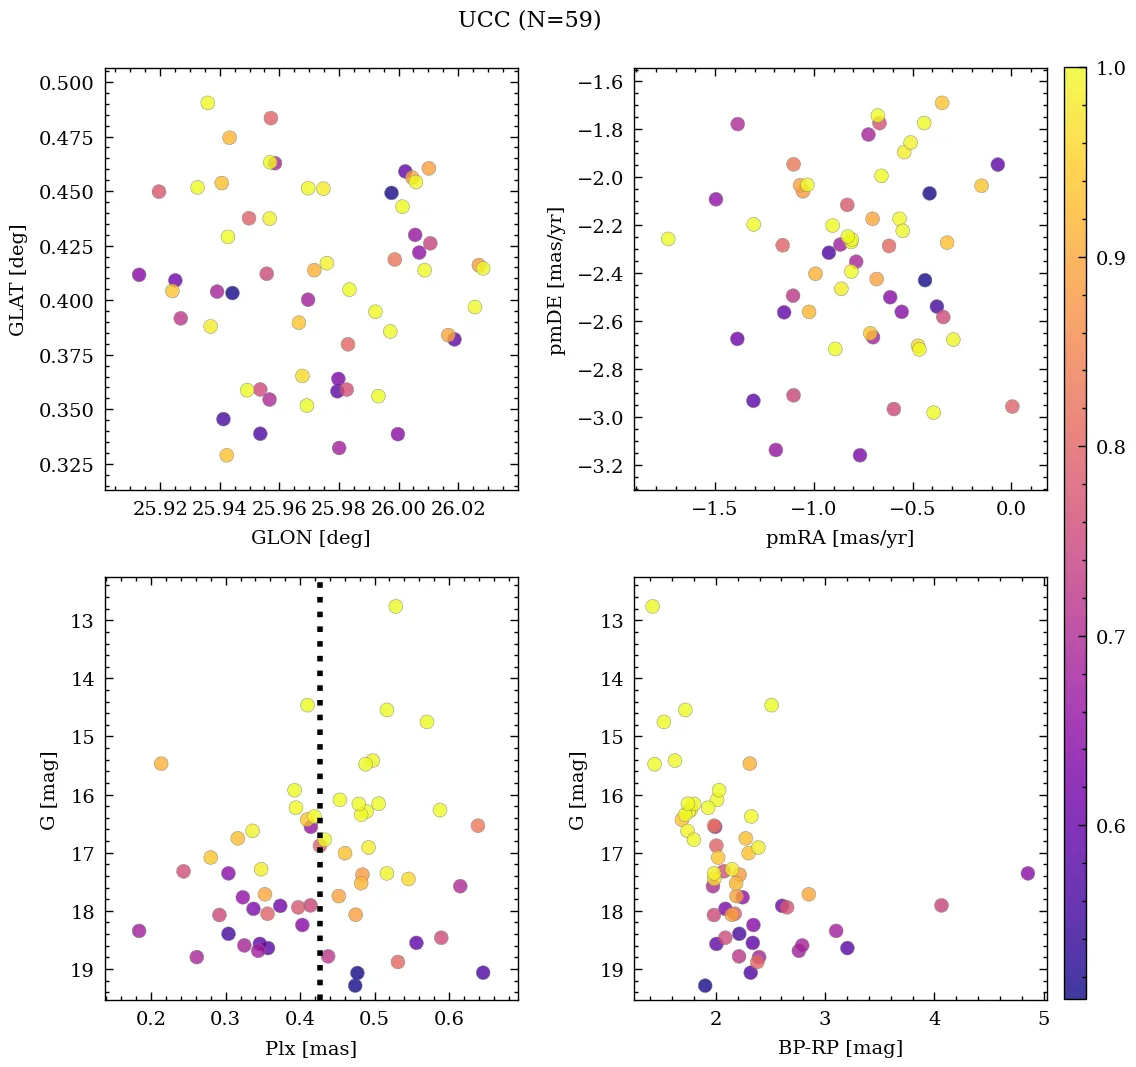 UCC (N=59)
0.500
0.475
0.450
0.425
0.400
0.375
0.350
0.325
GLAT [deg]
25.92 25.94 25.96 25.98 26.00 26.02
GLON [deg]
−1.6
−1.8
−2.0
−2.2
−2.4
−2.6
−2.8
−3.0
−3.2
pmDE [mas/yr]
−1.5 −1.0 −0.5 0.0
pmRA [mas/yr]
13
14
15
16
17
18
19
G [mag]
0.2 0.3 0.4 0.5 0.6
Plx [mas]
13
14
15
16
17
18
19
G [mag]
2 3 4 5
BP-RP [mag]
1.0
0.9
0.8
0.7
0.6